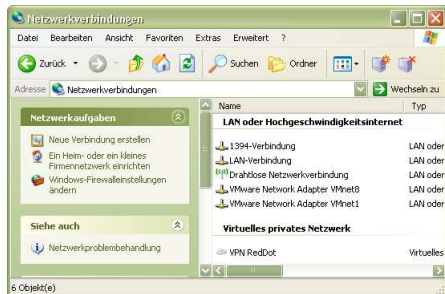 Netzwerkverbindungen
Datei Bearbeiten Ansicht Favoriten Extras Erweitert ?
Zurück Suchen Ordner
Adresse Netzwerkverbindungen Wechseln zu
Netzwerkaufgaben
Neue Verbindung erstellen
Ein Heim- oder ein kleines
Firmennetzwerk einrichten
Windows-Firewalleinstellungen
ändern
Siehe auch
Netzwerkproblembehandlung
Name Typ
LAN oder Hochgeschwindigkeitsinternet
1394-Verbindung LAN oder
LAN-Verbindung LAN oder
Drahtlose Netzwerkverbindung LAN oder
VMware Network Adapter VMnet8 LAN oder
VMware Network Adapter VMnet1 LAN oder
Virtuelles privates Netzwerk
VPN RedDot Virtuelles
6 Objekt(e)